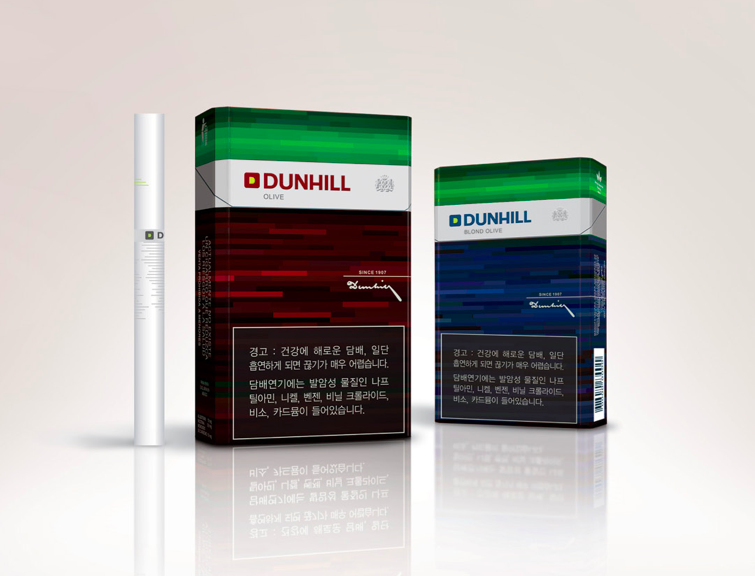 DUNHILL
OLIVE
SINCE 1907
Dunhill
경고 : 건강에 해로운 담배, 일단
흡연하게 되면 끊기가 매우 어렵습니다.
담배연기에는 발암성 물질인 나프
틸아민, 니켈, 벤젠, 비닐 크롤라이드,
비소, 카드뮴이 들어있습니다.
DUNHILL
BLOND OLIVE
SINCE 1907
Dunhill
경고 : 건강에 해로운 담배, 일단
흡연하게 되면 끊기가 매우 어렵습니다.
담배연기에는 발암성 물질인 나프
틸아민, 니켈, 벤젠, 비닐 크롤라이드,
비소, 카드뮴이 들어있습니다.
D